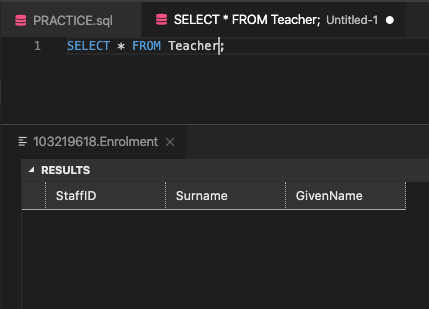 PRACTICE.sql SELECT * FROM Teacher; Untitled-1
1 SELECT * FROM Teacher;
103219618.Enrolment
RESULTS
StaffID Surname GivenName